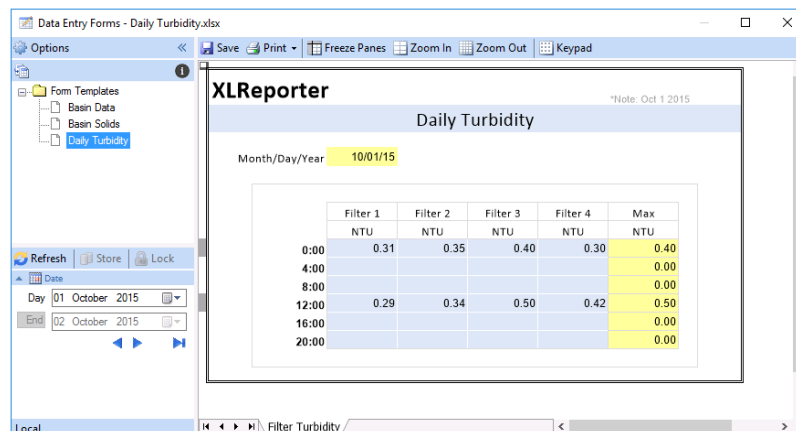 Data Entry Forms - Daily Turbidity.xlsx
Options
Save Print Freeze Panes Zoom In Zoom Out Keypad
Form Templates
Basin Data
Basin Solids
Daily Turbidity
Refresh Store Lock
Date
Day 01 October 2015
End 02 October 2015
Local
XLReporter
*Note: Oct 1 2015
Daily Turbidity
Month/Day/Year 10/01/15
Filter 1 Filter 2 Filter 3 Filter 4 Max
NTU NTU NTU NTU NTU
0:00 0.31 0.35 0.40 0.30 0.40
4:00 0.00
8:00 0.00
12:00 0.29 0.34 0.50 0.42 0.50
16:00 0.00
20:00 0.00
Filter Turbidity